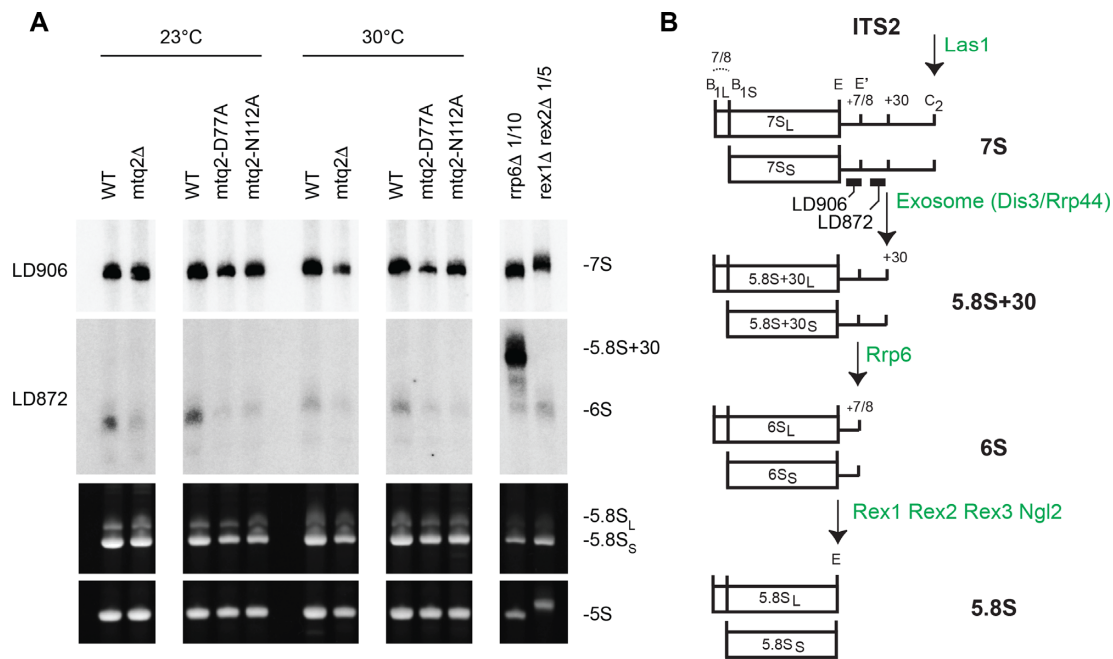 A
23°C
30°C
WT
mtq2Δ
WT
mtq2-D77A
mtq2-N112A
WT
mtq2Δ
WT
mtq2-D77A
mtq2-N112A
rrp6Δ 1/10
rex1Δ rex2Δ 1/5
LD906
-7S
-5.8S+30
LD872
-6S
-5.8SL
-5.8SS
-5S
B
ITS2
Las1
7/8
B1L B1S E E' C2
+7/8 +30
7SL
7S
7SS
LD906
LD872
Exosome (Dis3/Rrp44)
+30
5.8S+30L
5.8S+30
5.8S+30S
Rrp6
+7/8
6SL
6S
6SS
Rex1 Rex2 Rex3 Ngl2
E
5.8SL
5.8S
5.8SS